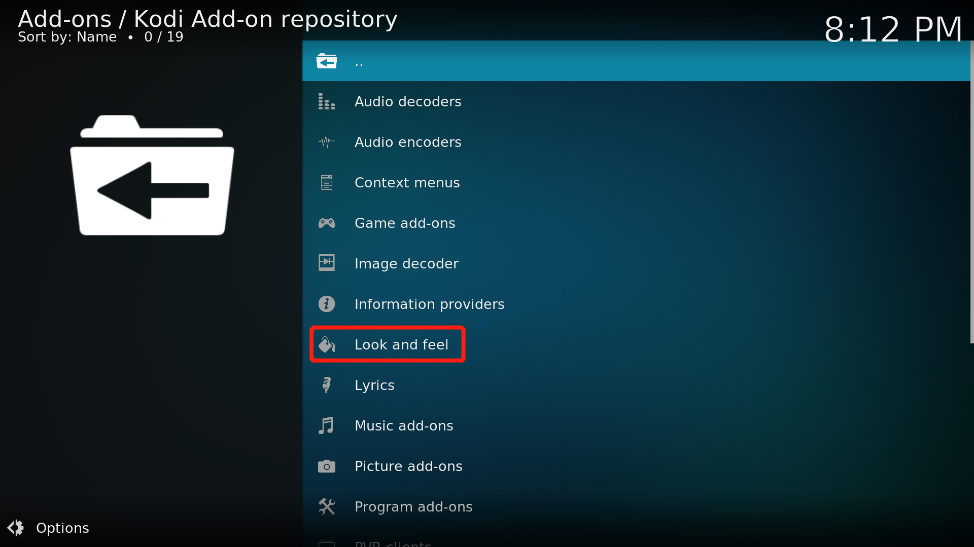 Add-ons / Kodi Add-on repository
Sort by: Name • 0 / 19
8:12 PM
..
Audio decoders
Audio encoders
Context menus
Game add-ons
Image decoder
Information providers
Look and feel
Lyrics
Music add-ons
Picture add-ons
Program add-ons
PVR clients
Options